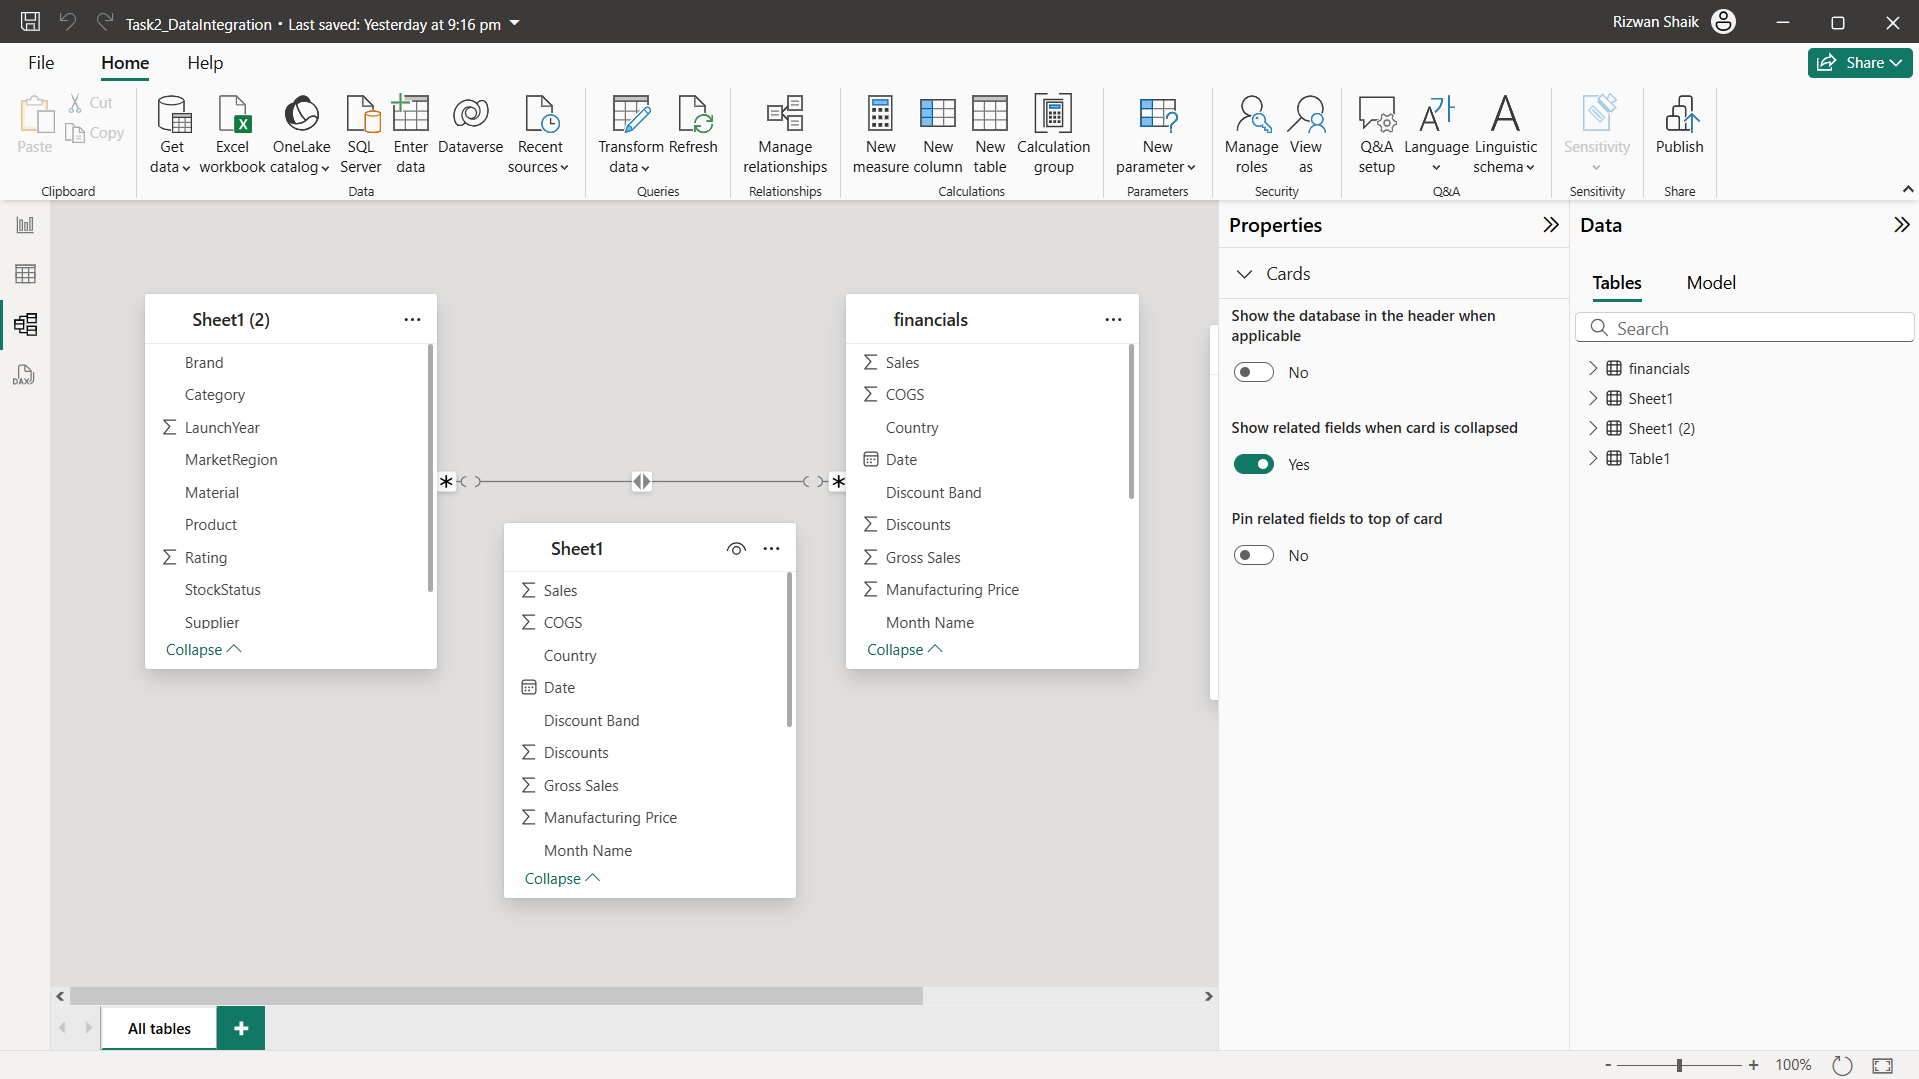 Task2_DataIntegration • Last saved: Yesterday at 9:16 pm
Rizwan Shaik
File Home Help
Share
Paste
Cut
Copy
Clipboard
Get data
Excel workbook
OneLake catalog
SQL Server
Enter data
Dataverse
Recent sources
Data
Transform data
Refresh
Queries
Manage relationships
Relationships
New measure
New column
New table
Calculation group
Calculations
New parameter
Parameters
Manage roles
View as
Security
Q&A setup
Language
Linguistic schema
Q&A
Sensitivity
Sensitivity
Publish
Share
DAX
Sheet1 (2)
Brand
Category
LaunchYear
MarketRegion
Material
Product
Rating
StockStatus
Supplier
Collapse
Sheet1
Sales
COGS
Country
Date
Discount Band
Discounts
Gross Sales
Manufacturing Price
Month Name
Collapse
financials
Sales
COGS
Country
Date
Discount Band
Discounts
Gross Sales
Manufacturing Price
Month Name
Collapse
Properties
Cards
Show the database in the header when
applicable
No
Show related fields when card is collapsed
Yes
Pin related fields to top of card
No
Data
Tables Model
Search
financials
Sheet1
Sheet1 (2)
Table1
All tables
100%